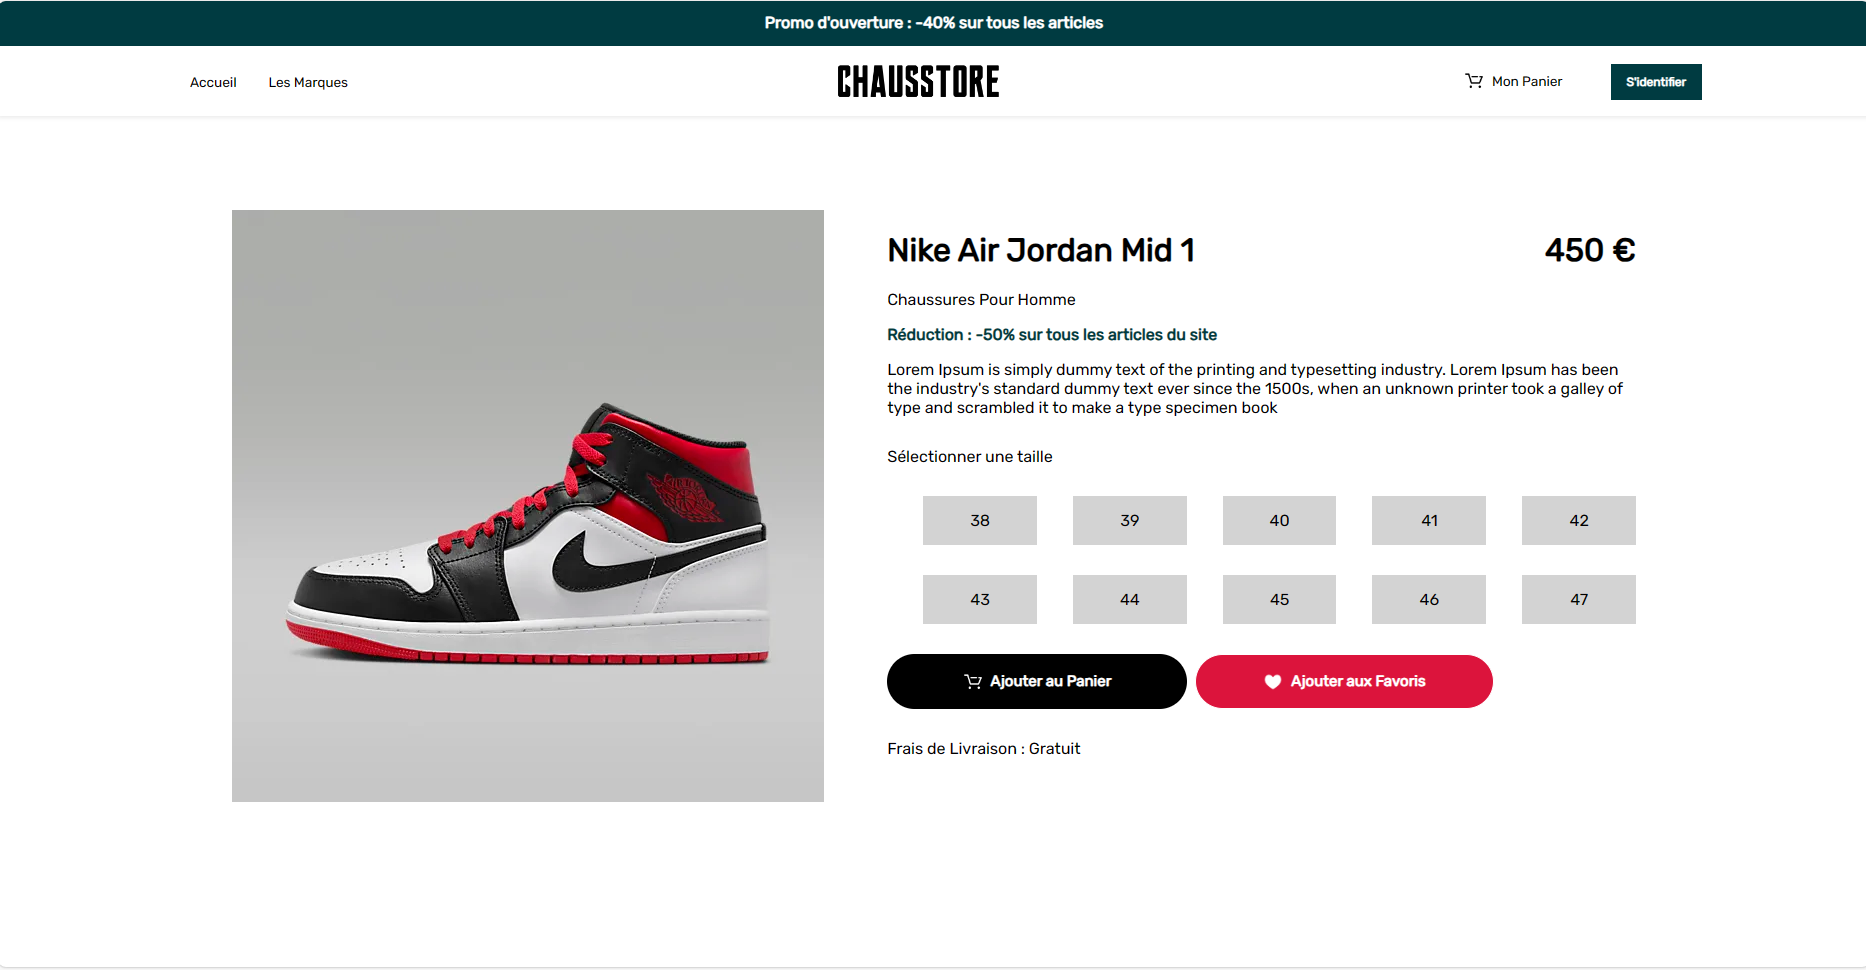 Promo d'ouverture : -40% sur tous les articles
Accueil
Les Marques
CHAUSSTORE
Mon Panier
S'identifier
Nike Air Jordan Mid 1
450 €
Chaussures Pour Homme
Réduction : -50% sur tous les articles du site
Lorem Ipsum is simply dummy text of the printing and typesetting industry. Lorem Ipsum has been
the industry's standard dummy text ever since the 1500s, when an unknown printer took a galley of
type and scrambled it to make a type specimen book
Sélectionner une taille
38
39
40
41
42
43
44
45
46
47
Ajouter au Panier
Ajouter aux Favoris
Frais de Livraison : Gratuit